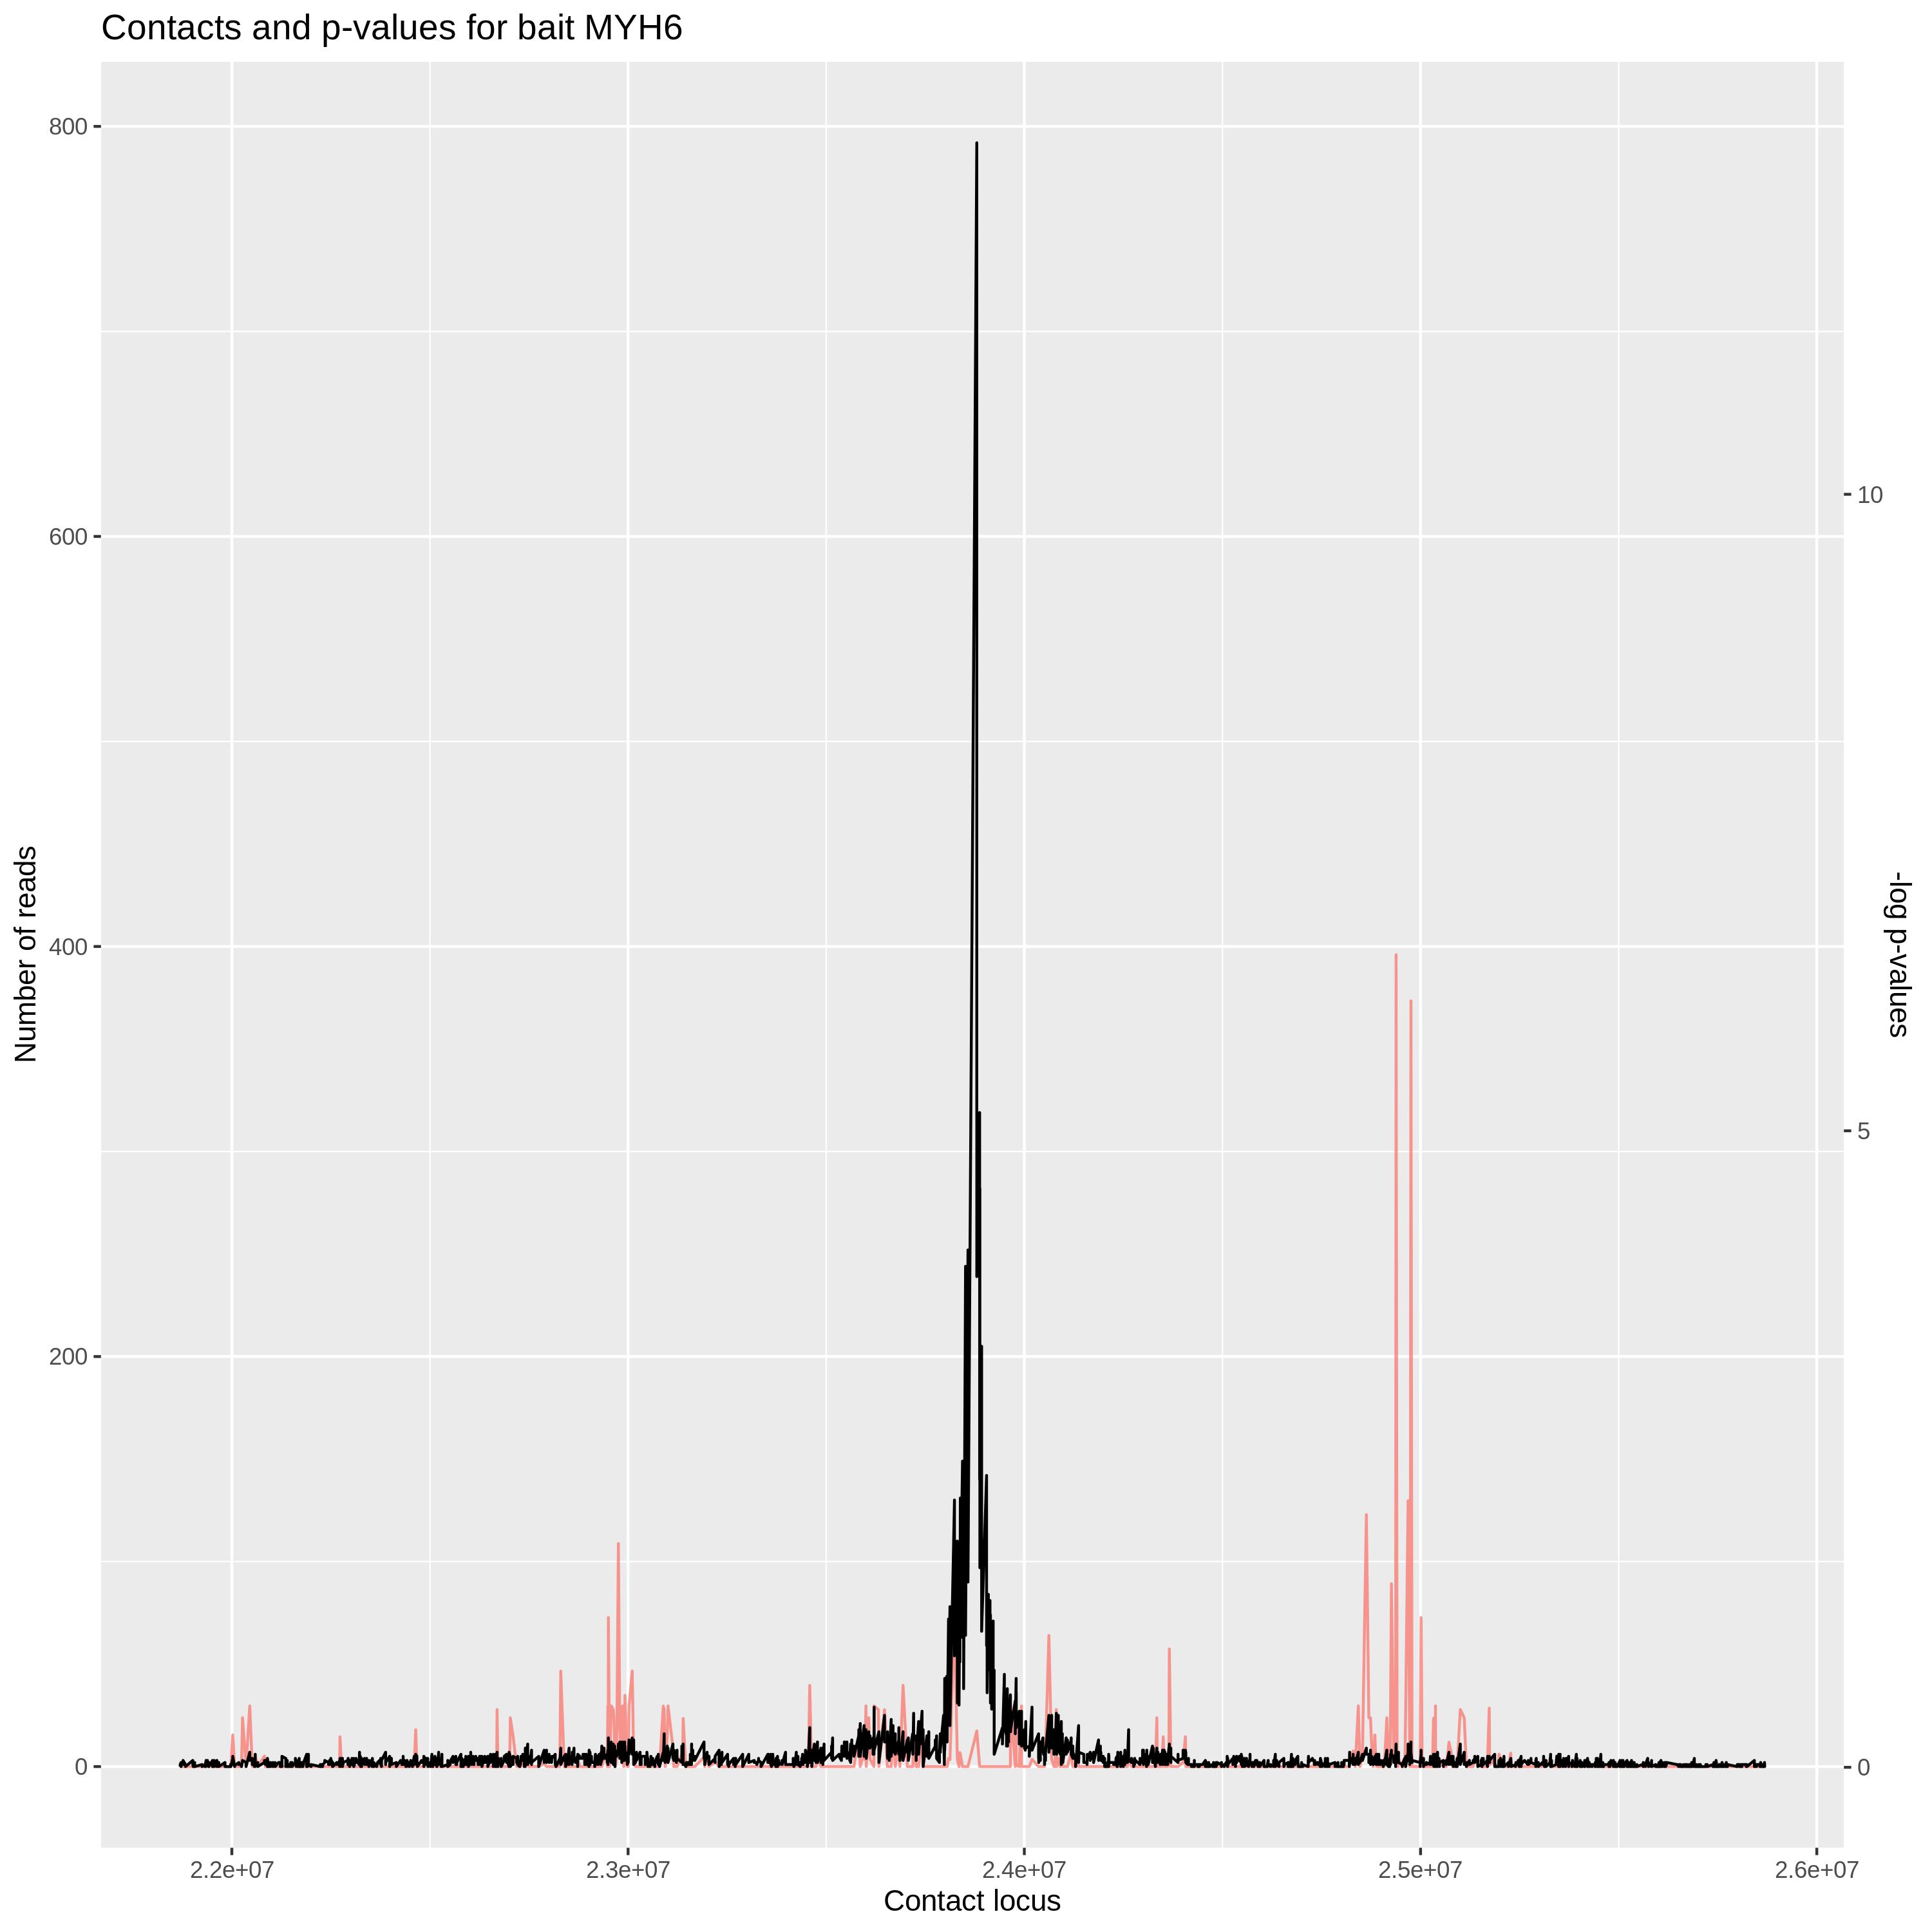 Contacts and p-values for bait MYH6
800
600
400
200
0
Number of reads
10
5
0
-log p-values
2.2e+07
2.3e+07
2.4e+07
2.5e+07
2.6e+07
Contact locus